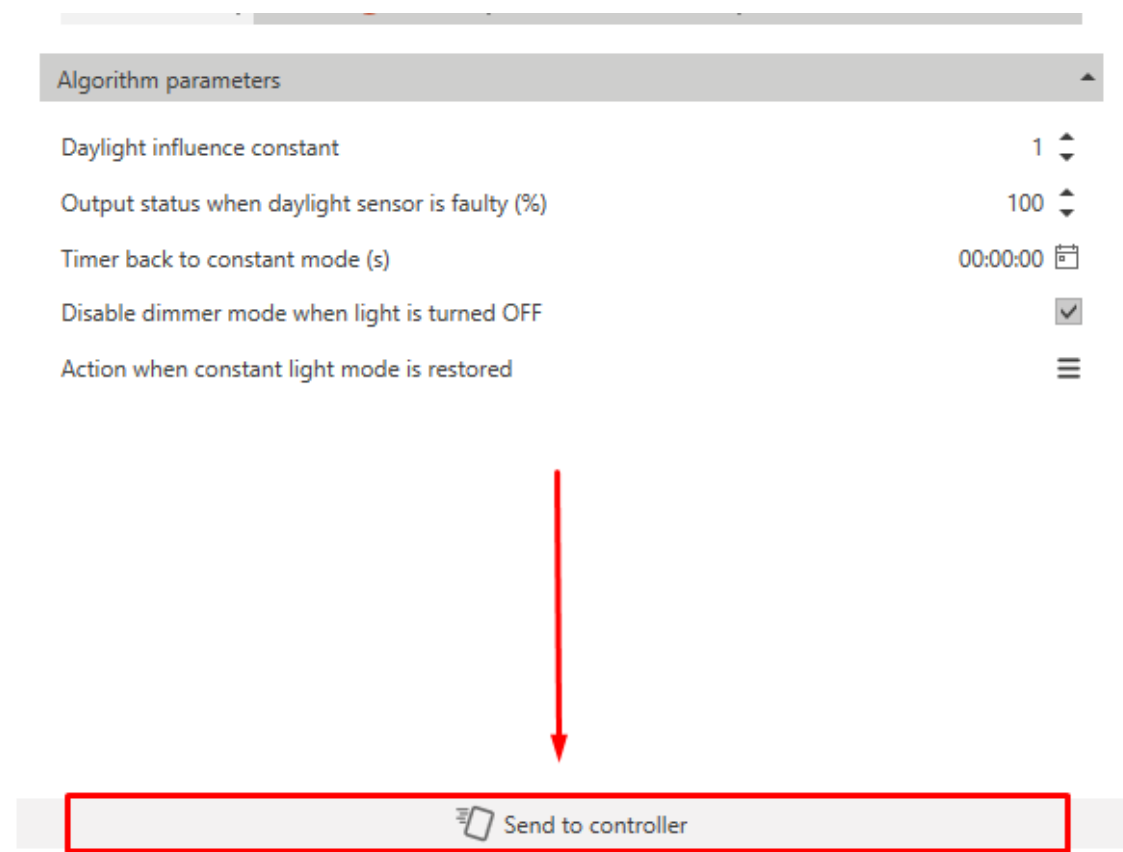 Algorithm parameters
Daylight influence constant 1
Output status when daylight sensor is faulty (%) 100
Timer back to constant mode (s) 00:00:00
Disable dimmer mode when light is turned OFF
Action when constant light mode is restored
Send to controller